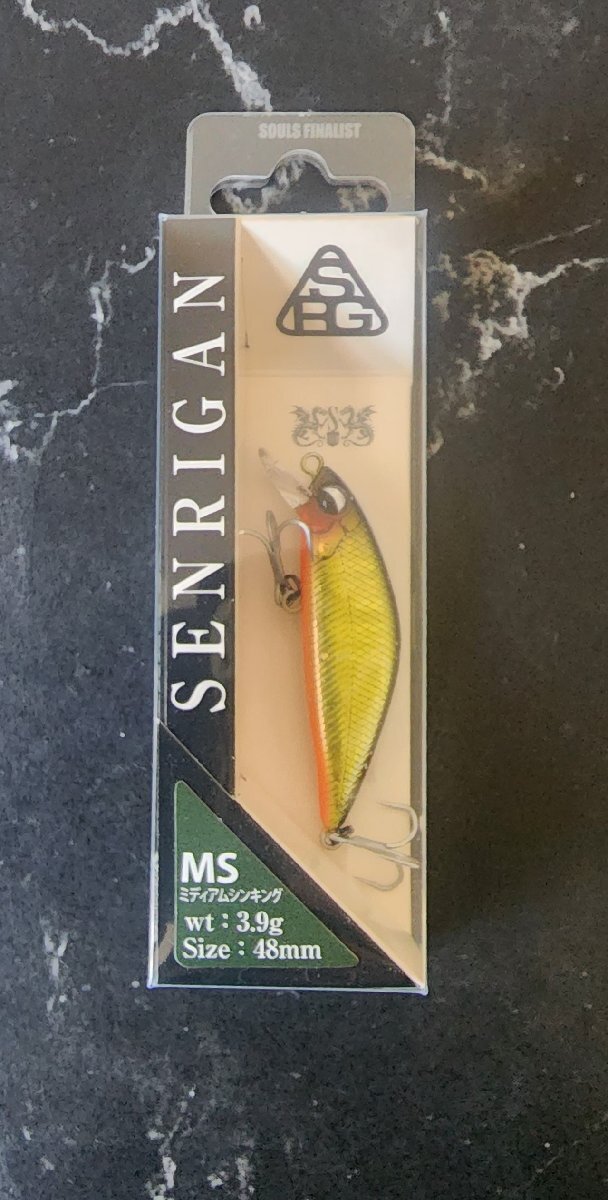 SOULS FINALIST
SBG
SENRIGAN
MS
ミディアムシンキング
wt：3.9g
Size：48mm